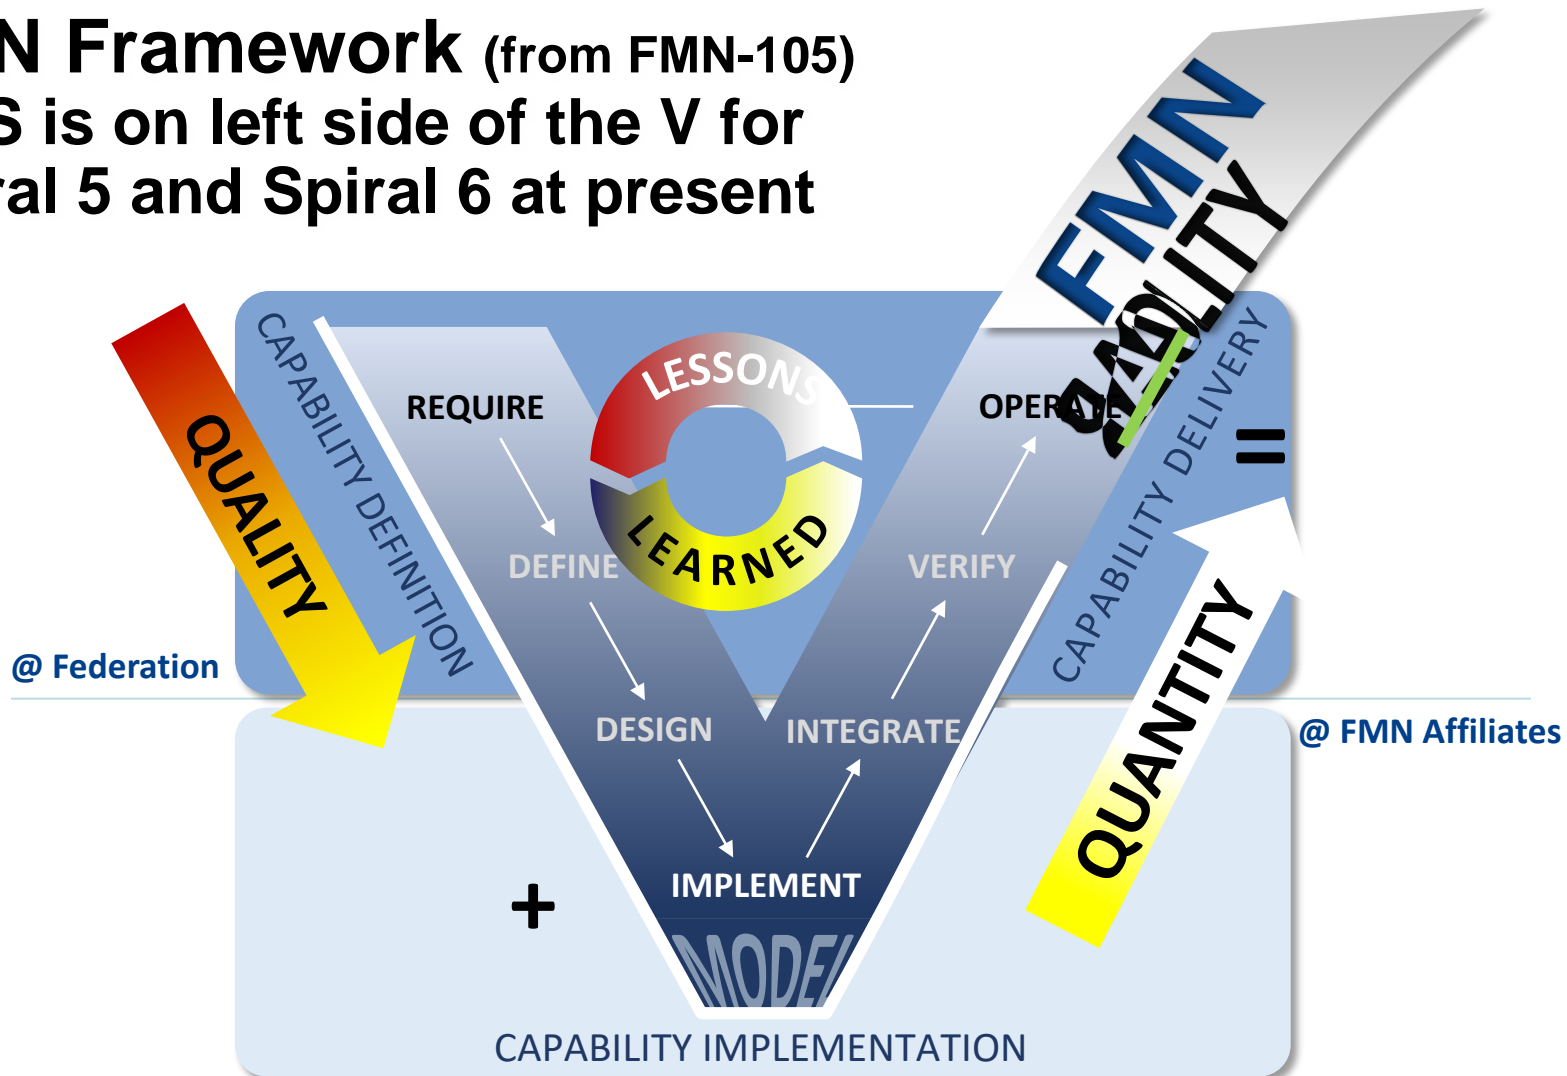 N Framework (from FMN-105)
S is on left side of the V for
ral 5 and Spiral 6 at present
FMN
CAPABILITY DEFINITION
LESSONS
LEARNED
CAPABILITY DELIVERY
REQUIRE
OPERATE
=
QUALITY
DEFINE
VERIFY
@ Federation
DESIGN
INTEGRATE
@ FMN Affiliates
QUANTITY
IMPLEMENT
+
MODEL
CAPABILITY IMPLEMENTATION